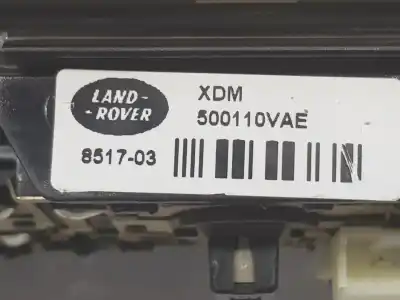 LAND-
-ROVER
XDM
500110VAE
8517-03